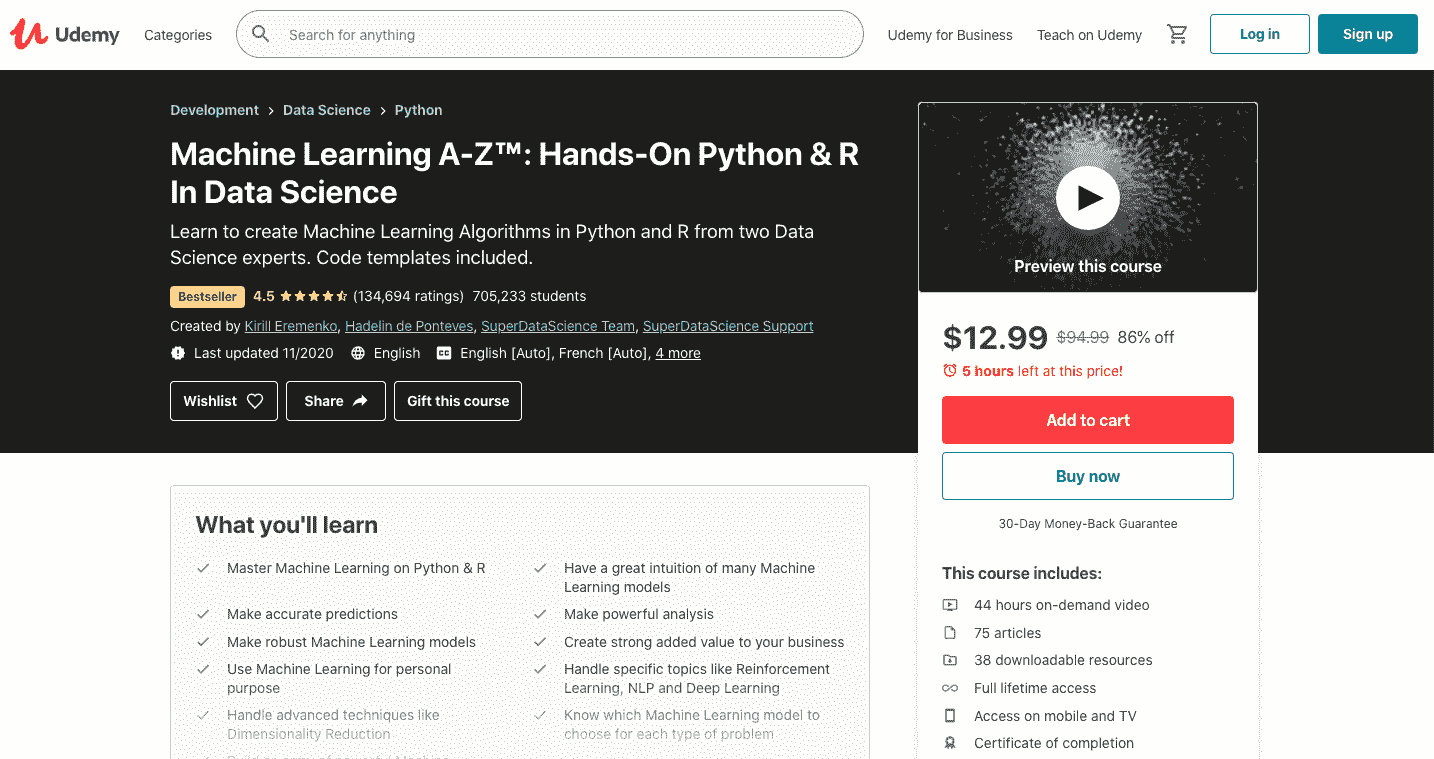 Udemy
Categories
Search for anything
Udemy for Business
Teach on Udemy
Log in
Sign up
Development > Data Science > Python
Machine Learning A-Z™: Hands-On Python & R
In Data Science
Learn to create Machine Learning Algorithms in Python and R from two Data
Science experts. Code templates included.
Bestseller 4.5 (134,694 ratings) 705,233 students
Created by Kirill Eremenko, Hadelin de Ponteves, SuperDataScience Team, SuperDataScience Support
Last updated 11/2020 English English [Auto], French [Auto], 4 more
Wishlist
Share
Gift this course
Preview this course
$12.99 $94.99 86% off
5 hours left at this price!
Add to cart
Buy now
30-Day Money-Back Guarantee
This course includes:
44 hours on-demand video
75 articles
38 downloadable resources
Full lifetime access
Access on mobile and TV
Certificate of completion
What you'll learn
Master Machine Learning on Python & R
Have a great intuition of many Machine
Learning models
Make accurate predictions
Make powerful analysis
Make robust Machine Learning models
Create strong added value to your business
Use Machine Learning for personal
purpose
Handle specific topics like Reinforcement
Learning, NLP and Deep Learning
Handle advanced techniques like
Dimensionality Reduction
Know which Machine Learning model to
choose for each type of problem